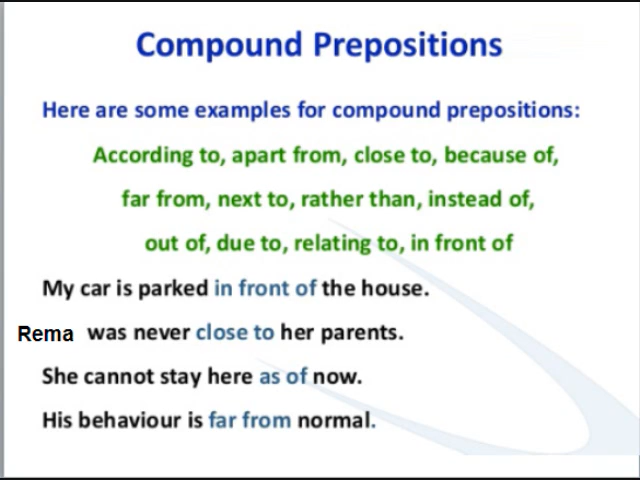 Compound Prepositions
Here are some examples for compound prepositions:
According to, apart from, close to, because of,
far from, next to, rather than, instead of,
out of, due to, relating to, in front of
My car is parked in front of the house.
Rema was never close to her parents.
She cannot stay here as of now.
His behaviour is far from normal.